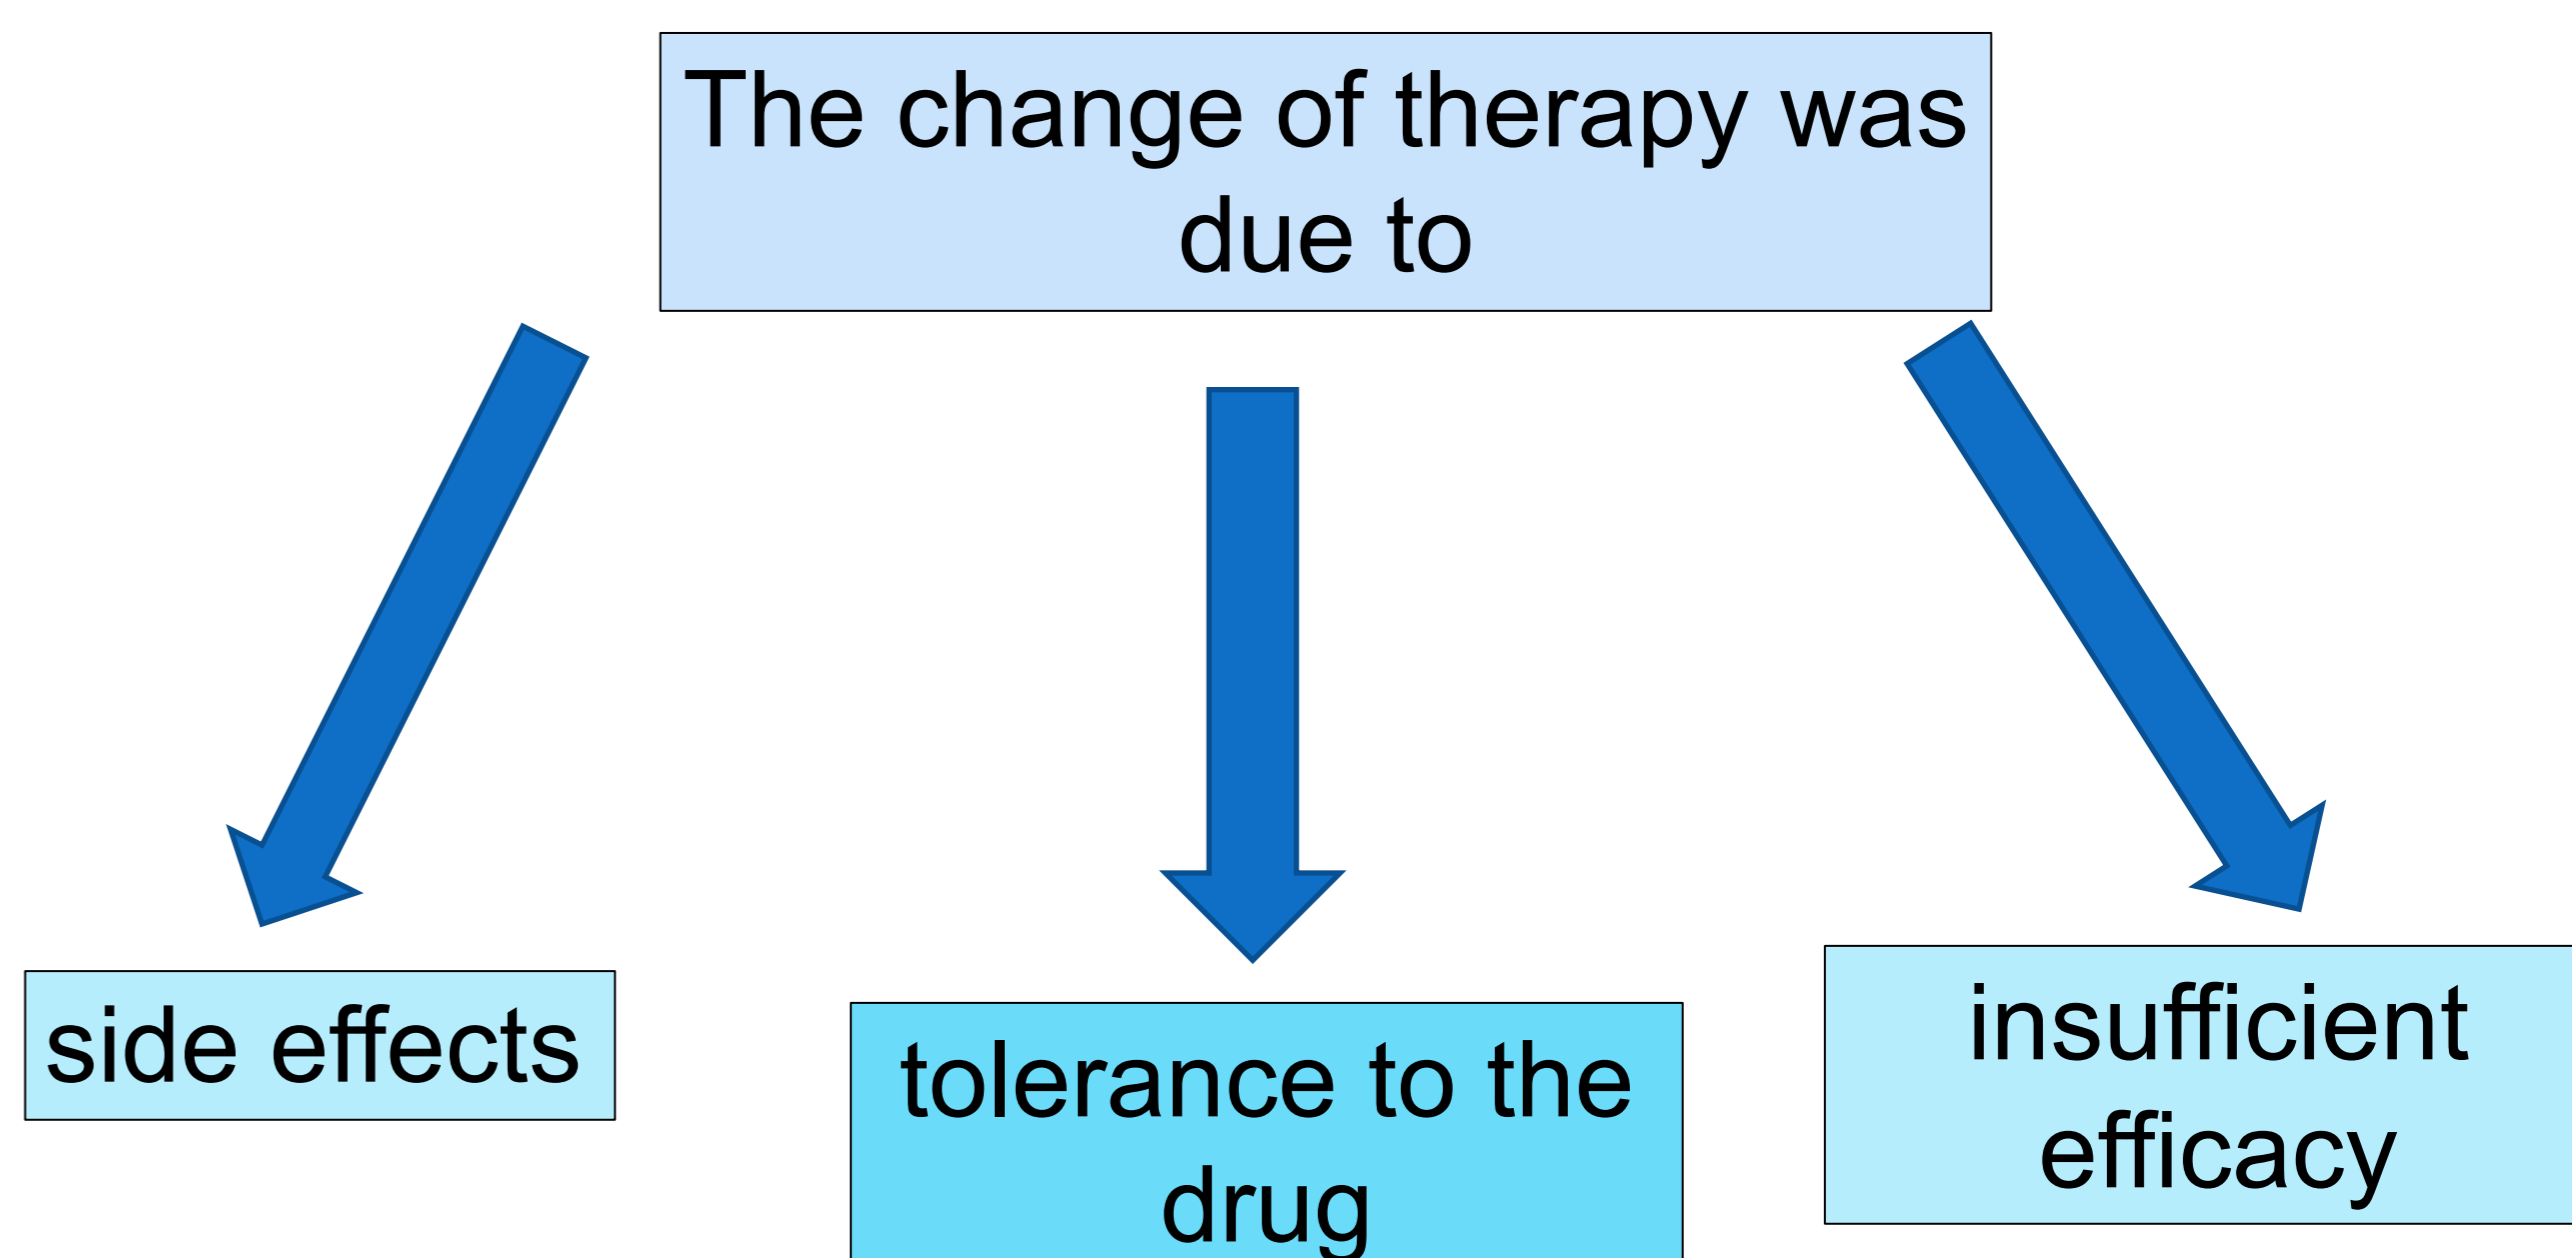 The change of therapy was
due to
side effects
tolerance to the
drug
insufficient
efficacy